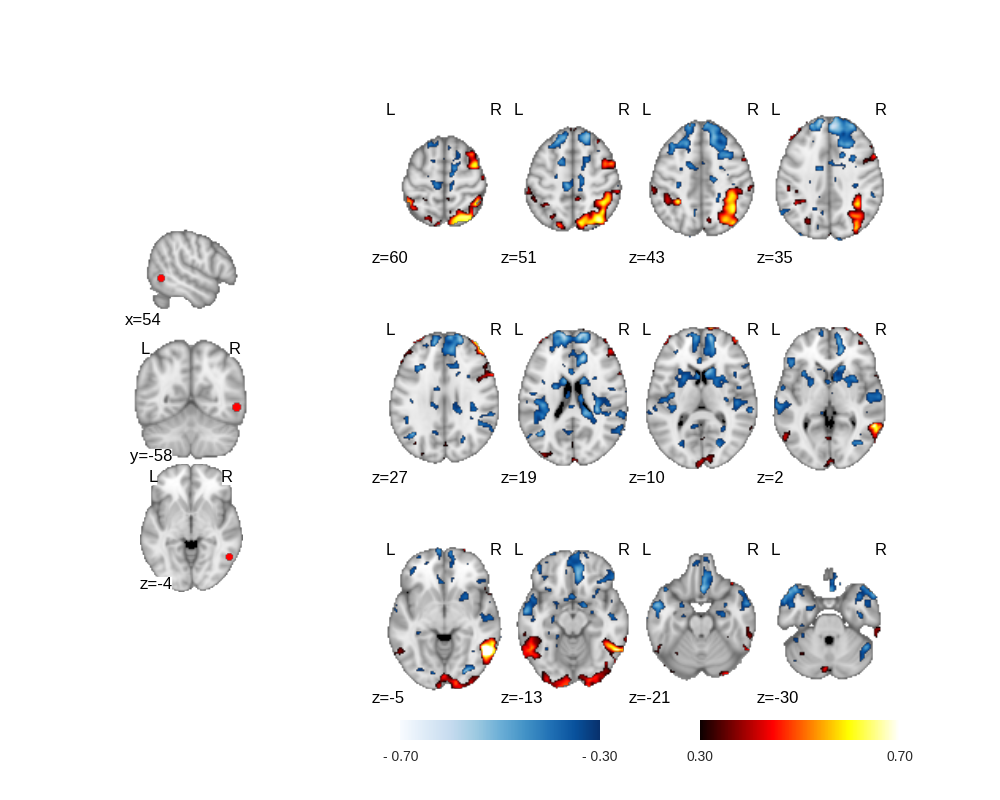 L R L R L R L R
z=60 z=51 z=43 z=35
x=54
L R L R L R L R
L R
y=-58
z=27 z=19 z=10 z=2
L R
z=-4
L R L R L R L R
z=-5 z=-13 z=-21 z=-30
- 0.70 - 0.30 0.30 0.70